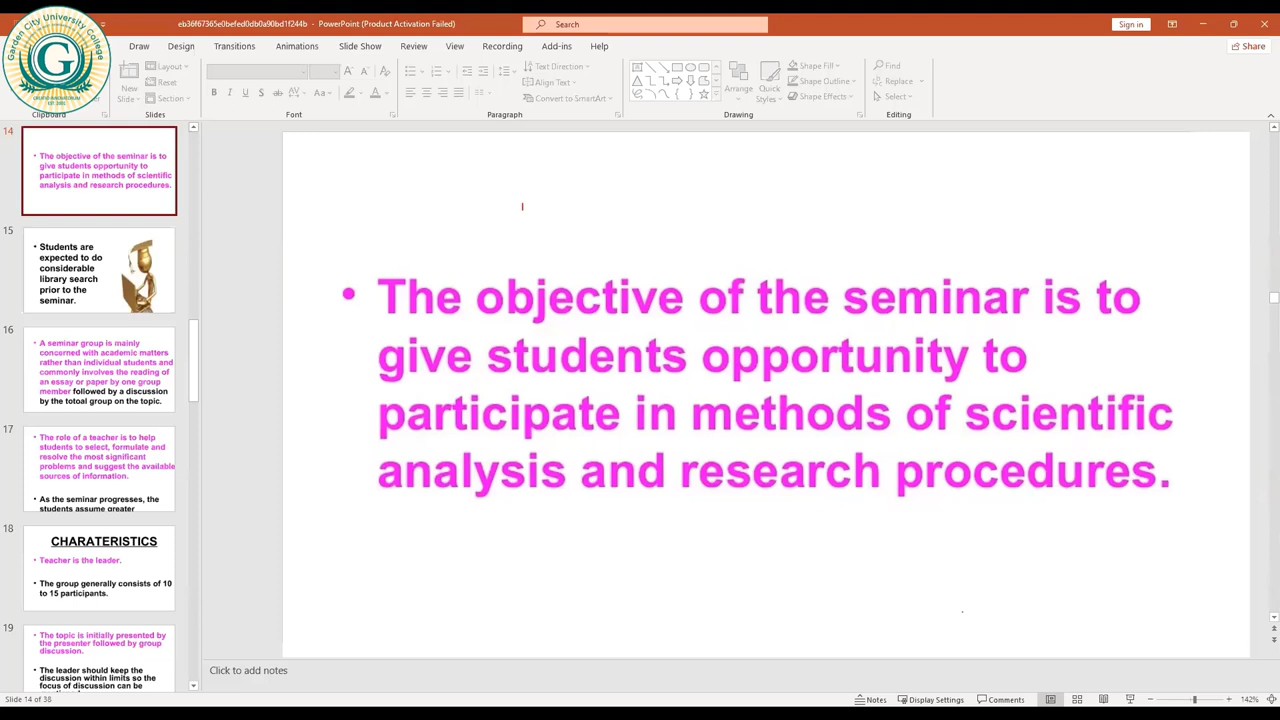 Garden City University College
G
eb36f67365e0befed0db0a90bd1f244b - PowerPoint (Product Activation Failed)
Search
Sign in
Draw
Design
Transitions
Animations
Slide Show
Review
View
Recording
Add-ins
Help
Share
New
Slide
Layout
Reset
Section
B I U S ab AV Aa A
Text Direction
Align Text
Convert to SmartArt
Arrange
Quick
Styles
Shape Fill
Shape Outline
Shape Effects
Find
Replace
Select
Clipboard
Slides
Font
Paragraph
Drawing
Editing
14
• The objective of the seminar is to
give students opportunity to
participate in methods of scientific
analysis and research procedures.
15
• Students are
expected to do
considerable
library search
prior to the
seminar.
16
• A seminar group is mainly
concerned with academic matters
rather than individual students and
commonly involves the reading of
an essay or paper by one group
member followed by a discussion
by the totoal group on the topic.
17
• The role of a teacher is to help
students to select, formulate and
resolve the most significant
problems and suggest the available
sources of information.
• As the seminar progresses, the
students assume greater
18
CHARATERISTICS
• Teacher is the leader.
• The group generally consists of 10
to 15 participants.
19
• The topic is initially presented by
the presenter followed by group
discussion.
• The leader should keep the
discussion within limits so the
focus of discussion can be
• The objective of the seminar is to
give students opportunity to
participate in methods of scientific
analysis and research procedures.
Click to add notes
Slide 14 of 38
Notes
Display Settings
Comments
142%